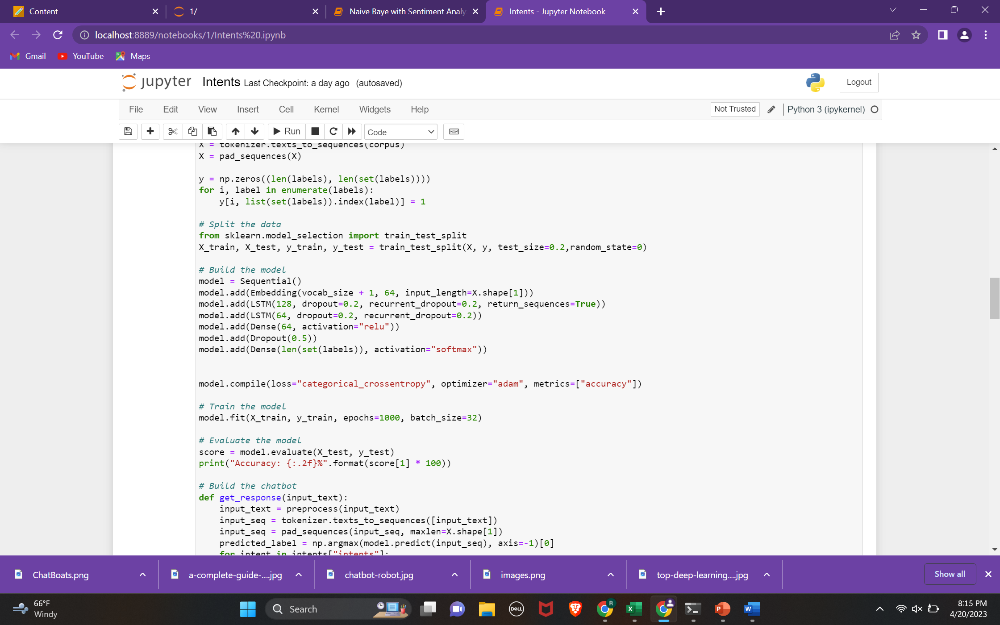 Content
1/
Naive Baye with Sentiment Analy
Intents - Jupyter Notebook
localhost:8889/notebooks/1/Intents%20.ipynb
Gmail
YouTube
Maps
jupyter Intents Last Checkpoint: a day ago (autosaved)
Logout
File Edit View Insert Cell Kernel Widgets Help
Not Trusted
Python 3 (ipykernel)
Run
Code
X = tokenizer.texts_to_sequences(corpus)
X = pad_sequences(X)
y = np.zeros((len(labels), len(set(labels))))
for i, label in enumerate(labels):
    y[i, list(set(labels)).index(label)] = 1
# Split the data
from sklearn.model_selection import train_test_split
X_train, X_test, y_train, y_test = train_test_split(X, y, test_size=0.2,random_state=0)
# Build the model
model = Sequential()
model.add(Embedding(vocab_size + 1, 64, input_length=X.shape[1]))
model.add(LSTM(128, dropout=0.2, recurrent_dropout=0.2, return_sequences=True))
model.add(LSTM(64, dropout=0.2, recurrent_dropout=0.2))
model.add(Dense(64, activation="relu"))
model.add(Dropout(0.5))
model.add(Dense(len(set(labels)), activation="softmax"))
model.compile(loss="categorical_crossentropy", optimizer="adam", metrics=["accuracy"])
# Train the model
model.fit(X_train, y_train, epochs=1000, batch_size=32)
# Evaluate the model
score = model.evaluate(X_test, y_test)
print("Accuracy: {:.2f}%".format(score[1] * 100))
# Build the chatbot
def get_response(input_text):
    input_text = preprocess(input_text)
    input_seq = tokenizer.texts_to_sequences([input_text])
    input_seq = pad_sequences(input_seq, maxlen=X.shape[1])
    predicted_label = np.argmax(model.predict(input_seq), axis=-1)[0]
    for intent in intents["intents"]:
ChatBoats.png
a-complete-guide-....jpg
chatbot-robot.jpg
images.png
top-deep-learning....jpg
Show all
66°F
Windy
Search
DELL
R
X
P
W
8:15 PM
4/20/2023